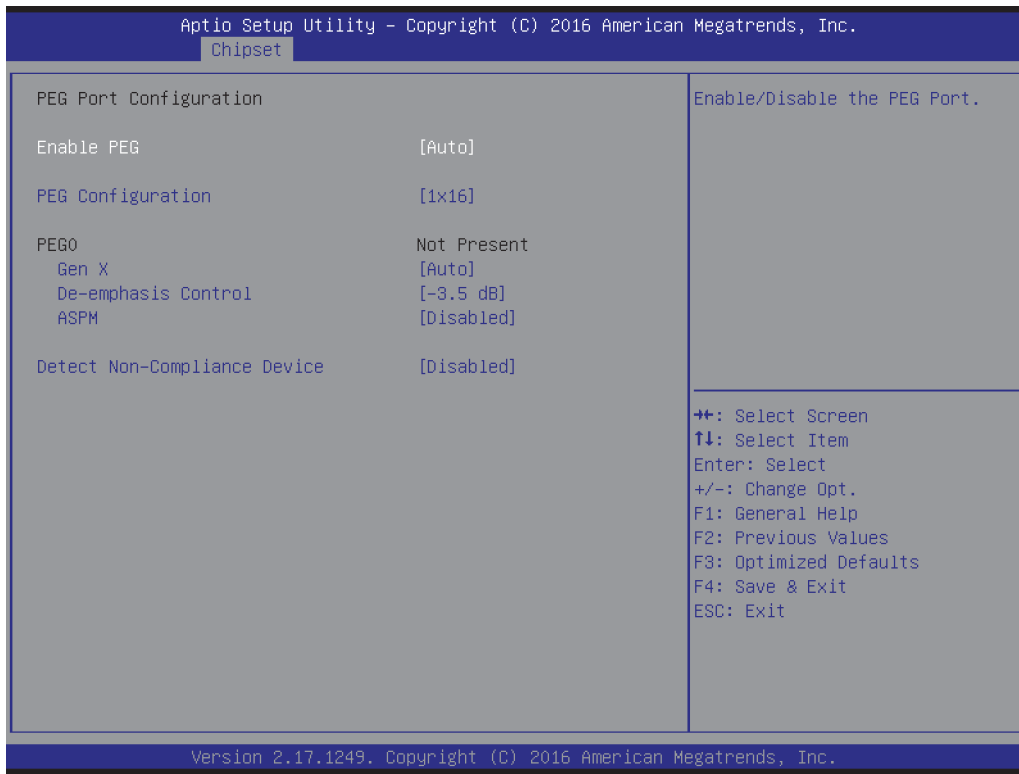 Aptio Setup Utility – Copyright (C) 2016 American Megatrends, Inc.
Chipset
PEG Port Configuration
Enable PEG [Auto]
PEG Configuration [1x16]
PEG0 Not Present
Gen X [Auto]
De-emphasis Control [-3.5 dB]
ASPM [Disabled]
Detect Non-Compliance Device [Disabled]
Enable/Disable the PEG Port.
→←: Select Screen
↑↓: Select Item
Enter: Select
+/-: Change Opt.
F1: General Help
F2: Previous Values
F3: Optimized Defaults
F4: Save & Exit
ESC: Exit
Version 2.17.1249. Copyright (C) 2016 American Megatrends, Inc.